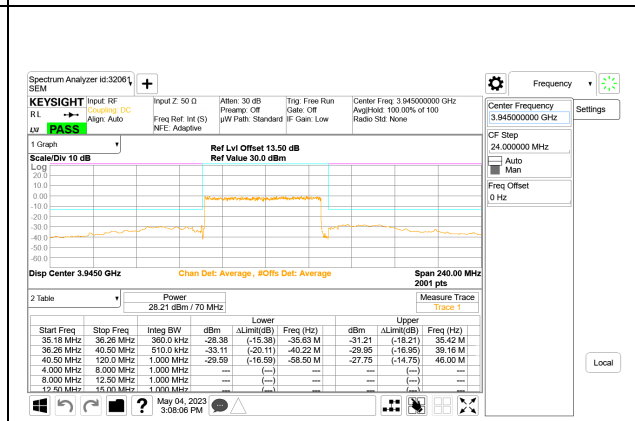 Spectrum Analyzer id:32061
SEM
Frequency
KEYSIGHT Input: RF Input Z: 50 Ω Atten: 30 dB Trig: Free Run Center Freq: 3.945000000 GHz
RL Coupling: DC Preamp: Off Gate: Off Avg|Hold: 100.00% of 100
Align: Auto Freq Ref: Int (S) µW Path: Standard IF Gain: Low Radio Std: None
PASS NFE: Adaptive
Center Frequency
3.945000000 GHz
Settings
CF Step
24.000000 MHz
Auto
Man
Freq Offset
0 Hz
Local
1 Graph
Ref Lvl Offset 13.50 dB
Scale/Div 10 dB Ref Value 30.0 dBm
Log
20.0
10.0
0.00
-10.0
-20.0
-30.0
-40.0
-50.0
-60.0
Disp Center 3.9450 GHz Chan Det: Average, #Offs Det: Average Span 240.00 MHz
2001 pts
2 Table Power Measure Trace
28.21 dBm / 70 MHz Trace 1
Lower Upper
Start Freq Stop Freq Integ BW dBm ΔLimit(dB) Freq (Hz) dBm ΔLimit(dB) Freq (Hz)
35.18 MHz 36.26 MHz 360.0 kHz -28.38 (-15.38) -35.63 M -31.21 (-18.21) 35.42 M
36.26 MHz 40.50 MHz 510.0 kHz -33.11 (-20.11) -40.22 M -29.95 (-16.95) 39.16 M
40.50 MHz 120.0 MHz 1.000 MHz -29.59 (-16.59) -58.50 M -27.75 (-14.75) 46.00 M
4.000 MHz 8.000 MHz 1.000 MHz --- (---) --- --- (---) ---
8.000 MHz 12.50 MHz 1.000 MHz --- (---) --- --- (---) ---
12.50 MHz 15.00 MHz 1.000 MHz --- (---) --- --- (---) ---
? May 04, 2023
3:08:06 PM